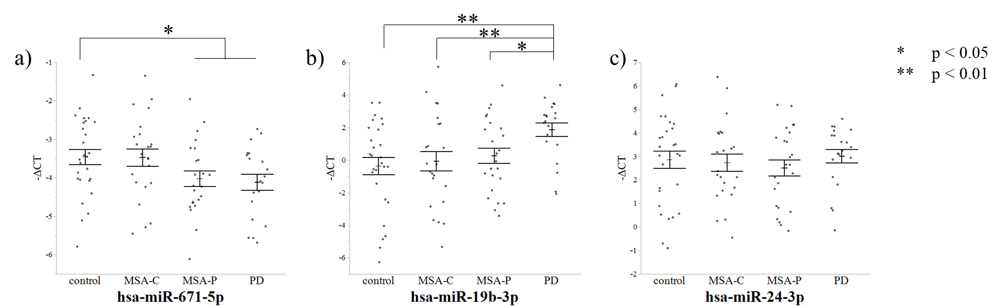 a)
*
-ΔCT
-1
-2
-3
-4
-5
-6
control MSA-C MSA-P PD
hsa-miR-671-5p
b)
**
**
*
-ΔCT
6
4
2
0
-2
-4
-6
control MSA-C MSA-P PD
hsa-miR-19b-3p
c)
-ΔCT
7
6
5
4
3
2
1
0
-1
-2
control MSA-C MSA-P PD
hsa-miR-24-3p
* p < 0.05
** p < 0.01